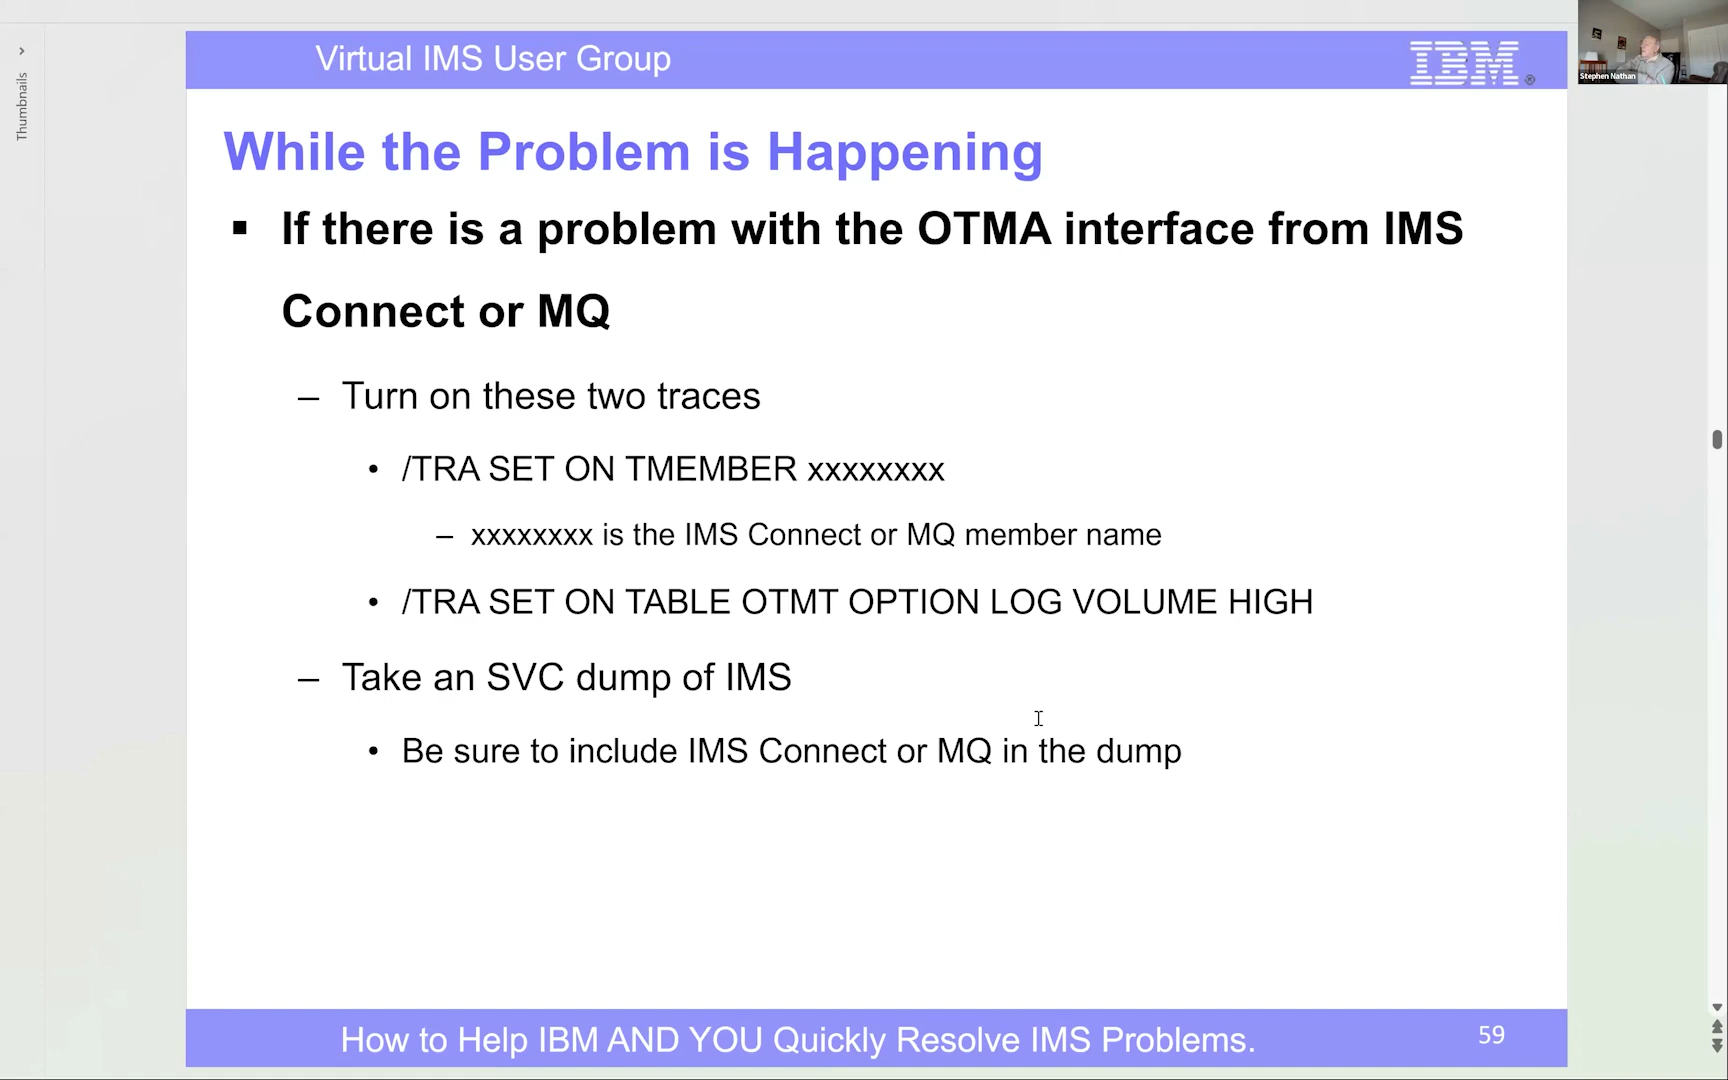 Thumbnails
Virtual IMS User Group
IBM®
Stephen Nathan
While the Problem is Happening
▪ If there is a problem with the OTMA interface from IMS
Connect or MQ
– Turn on these two traces
• /TRA SET ON TMEMBER xxxxxxxx
– xxxxxxxx is the IMS Connect or MQ member name
• /TRA SET ON TABLE OTMT OPTION LOG VOLUME HIGH
– Take an SVC dump of IMS
• Be sure to include IMS Connect or MQ in the dump
How to Help IBM AND YOU Quickly Resolve IMS Problems.
59